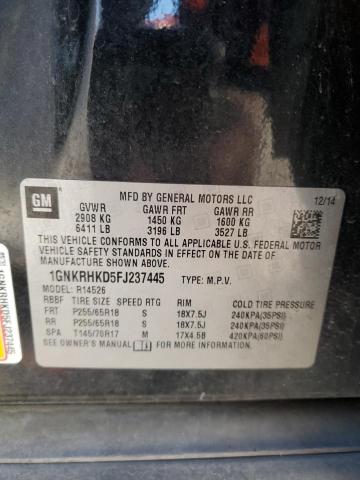 GM
MFD BY GENERAL MOTORS LLC 12/14
GVWR GAWR FRT GAWR RR
2908 KG 1450 KG 1600 KG
6411 LB 3196 LB 3527 LB
THIS VEHICLE CONFORMS TO ALL APPLICABLE U.S. FEDERAL MOTOR
VEHICLE SAFETY STANDARDS IN EFFECT ON THE DATE OF
MANUFACTURE SHOWN ABOVE.
1GNKRHKD5FJ237445 TYPE: M.P.V.
MODEL: R14526
RBBF TIRE SIZE SPEED RTG RIM COLD TIRE PRESSURE
FRT P255/65R18 S 18X7.5J 240KPA(35PSI)
RR P255/65R18 S 18X7.5J 240KPA(35PSI)
SPA T145/70R17 M 17X4.5B 420KPA(60PSI)
SEE OWNER'S MANUAL FOR MORE INFORMATION.
1GNKRHKD5FJ237445